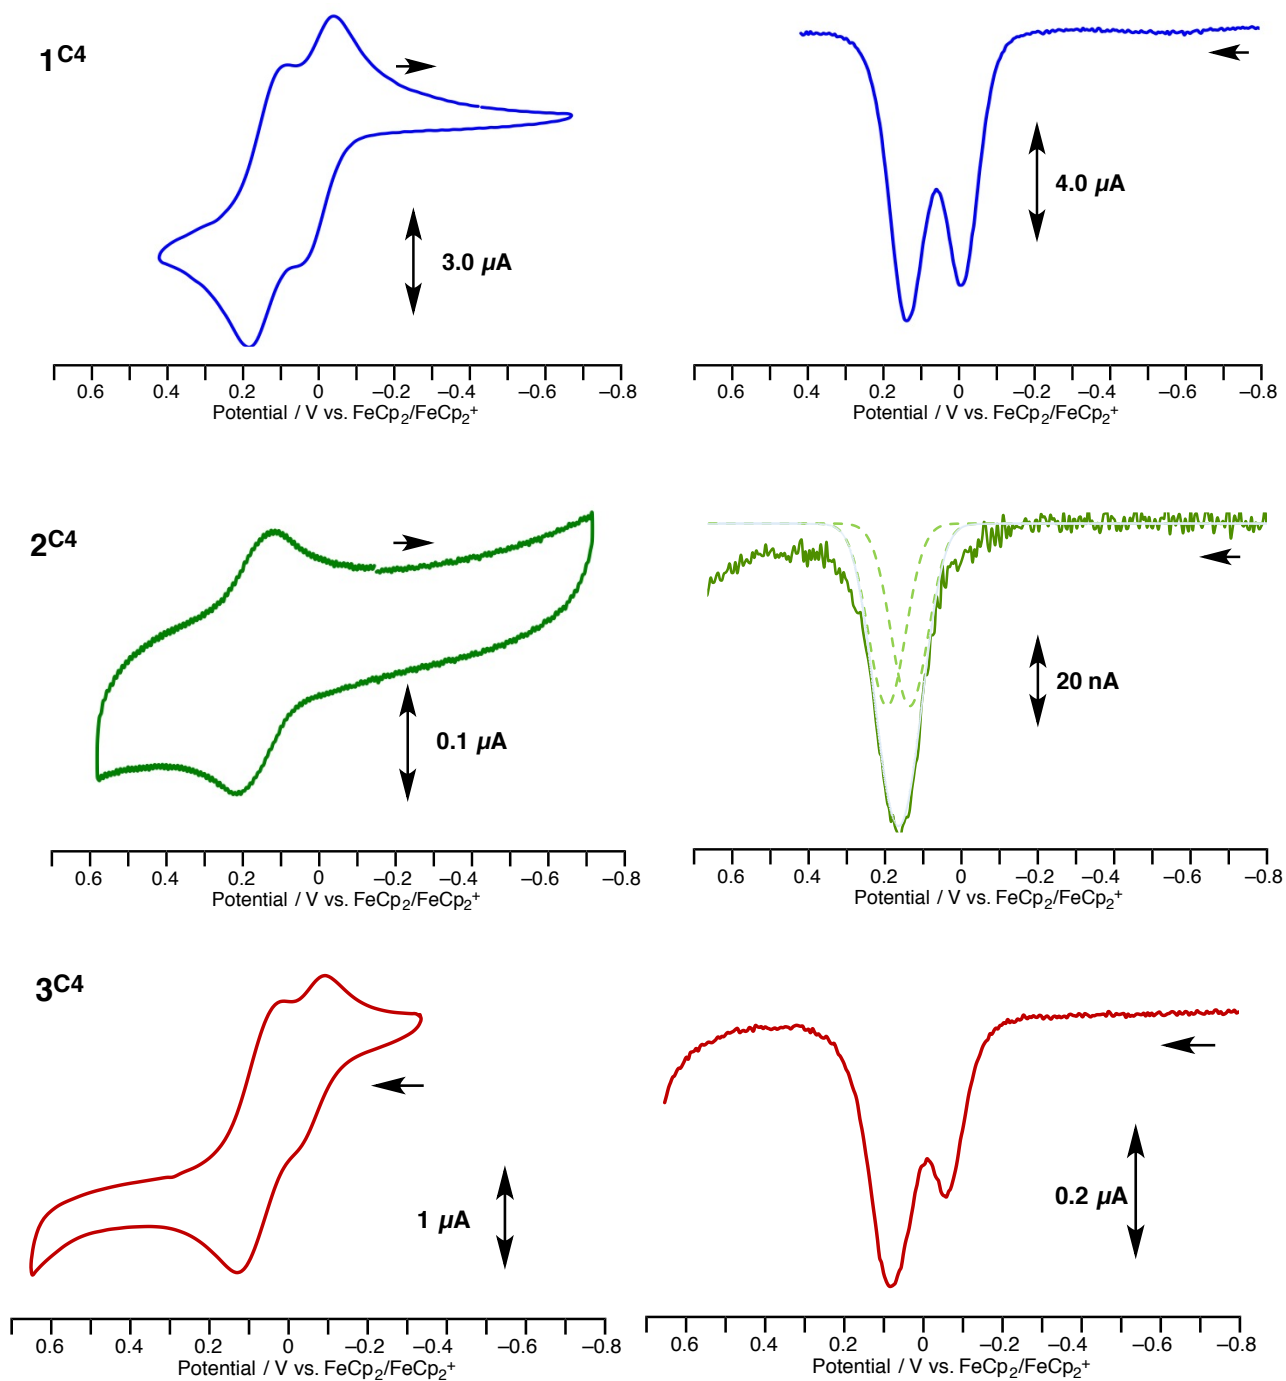 1C4
3.0 µA
4.0 µA
0.6 0.4 0.2 0 –0.2 –0.4 –0.6 –0.8
Potential / V vs. FeCp2/FeCp2+
0.6 0.4 0.2 0 –0.2 –0.4 –0.6 –0.8
Potential / V vs. FeCp2/FeCp2+
2C4
0.1 µA
20 nA
0.6 0.4 0.2 0 –0.2 –0.4 –0.6 –0.8
Potential / V vs. FeCp2/FeCp2+
0.6 0.4 0.2 0 –0.2 –0.4 –0.6 –0.8
Potential / V vs. FeCp2/FeCp2+
3C4
1 µA
0.2 µA
0.6 0.4 0.2 0 –0.2 –0.4 –0.6 –0.8
Potential / V vs. FeCp2/FeCp2+
0.6 0.4 0.2 0 –0.2 –0.4 –0.6 –0.8
Potential / V vs. FeCp2/FeCp2+